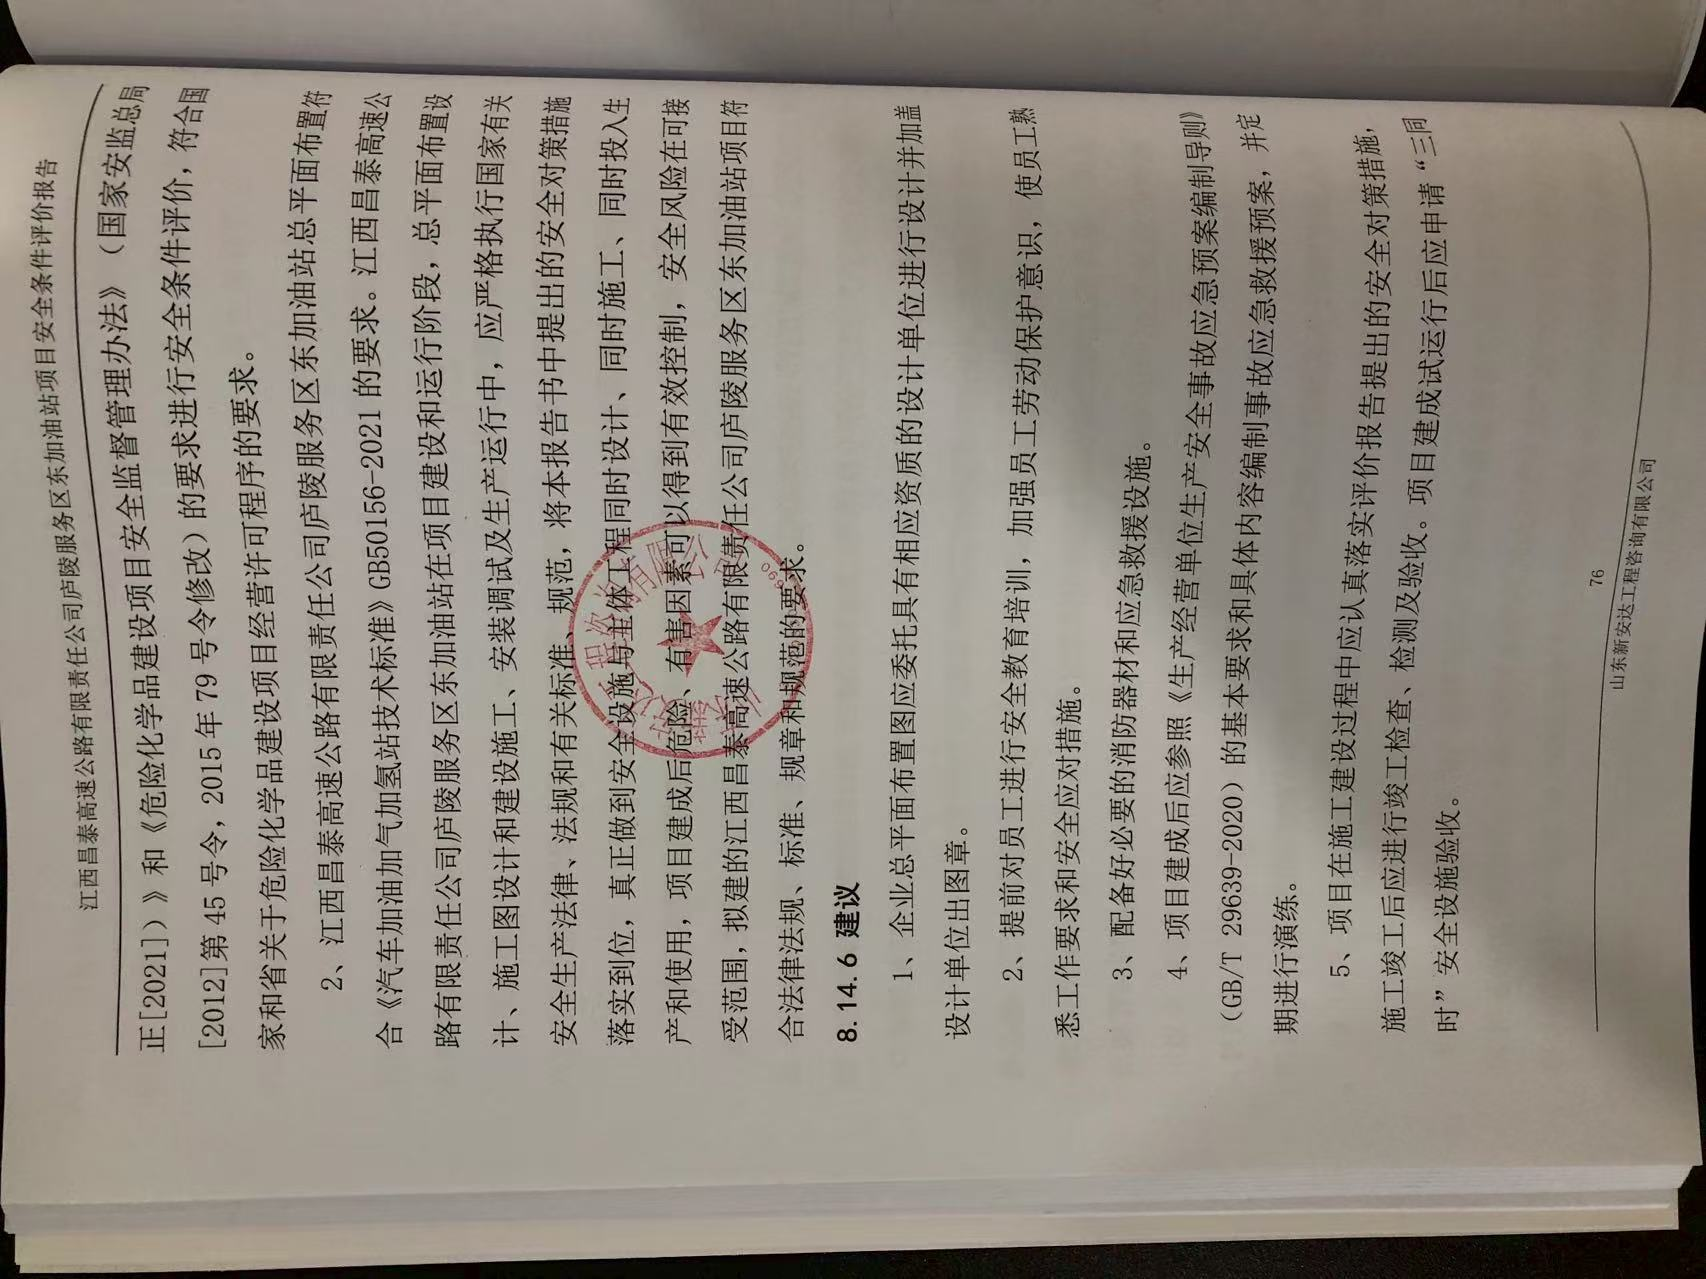 江西昌泰高速公路有限责任公司庐陵服务区东加油站项目安全条件评价报告
正[2021]）》和《危险化学品建设项目安全监督管理办法》（国家安监总局
[2012]第 45 号令，2015 年 79 号令修改）的要求进行安全条件评价，符合国
家和省关于危险化学品建设项目经营许可程序的要求。
2、江西昌泰高速公路有限责任公司庐陵服务区东加油站总平面布置符
合《汽车加油加气加氢站技术标准》GB50156-2021 的要求。江西昌泰高速公
路有限责任公司庐陵服务区东加油站在项目建设和运行阶段，总平面布置设
计、施工图设计和建设施工、安装调试及生产运行中，应严格执行国家有关
安全生产法律、法规和有关标准、规范，将本报告书中提出的安全对策措施
落实到位，真正做到安全设施与主体工程同时设计、同时施工、同时投入生
产和使用，项目建成后危险、有害因素可以得到有效控制，安全风险在可接
受范围，拟建的江西昌泰高速公路有限责任公司庐陵服务区东加油站项目符
合法律法规、标准、规章和规范的要求。
8.14.6 建议
1、企业总平面布置图应委托具有相应资质的设计单位进行设计并加盖
设计单位出图章。
2、提前对员工进行安全教育培训，加强员工劳动保护意识，使员工熟
悉工作要求和安全应对措施。
3、配备好必要的消防器材和应急救援设施。
4、项目建成后应参照《生产经营单位生产安全事故应急预案编制导则》
（GB/T 29639-2020）的基本要求和具体内容编制事故应急救援预案，并定
期进行演练。
5、项目在施工建设过程中应认真落实评价报告提出的安全对策措施，
施工竣工后应进行竣工检查、检测及验收。项目建成试运行后应申请“三同
时”安全设施验收。
76
山东新安达工程咨询有限公司